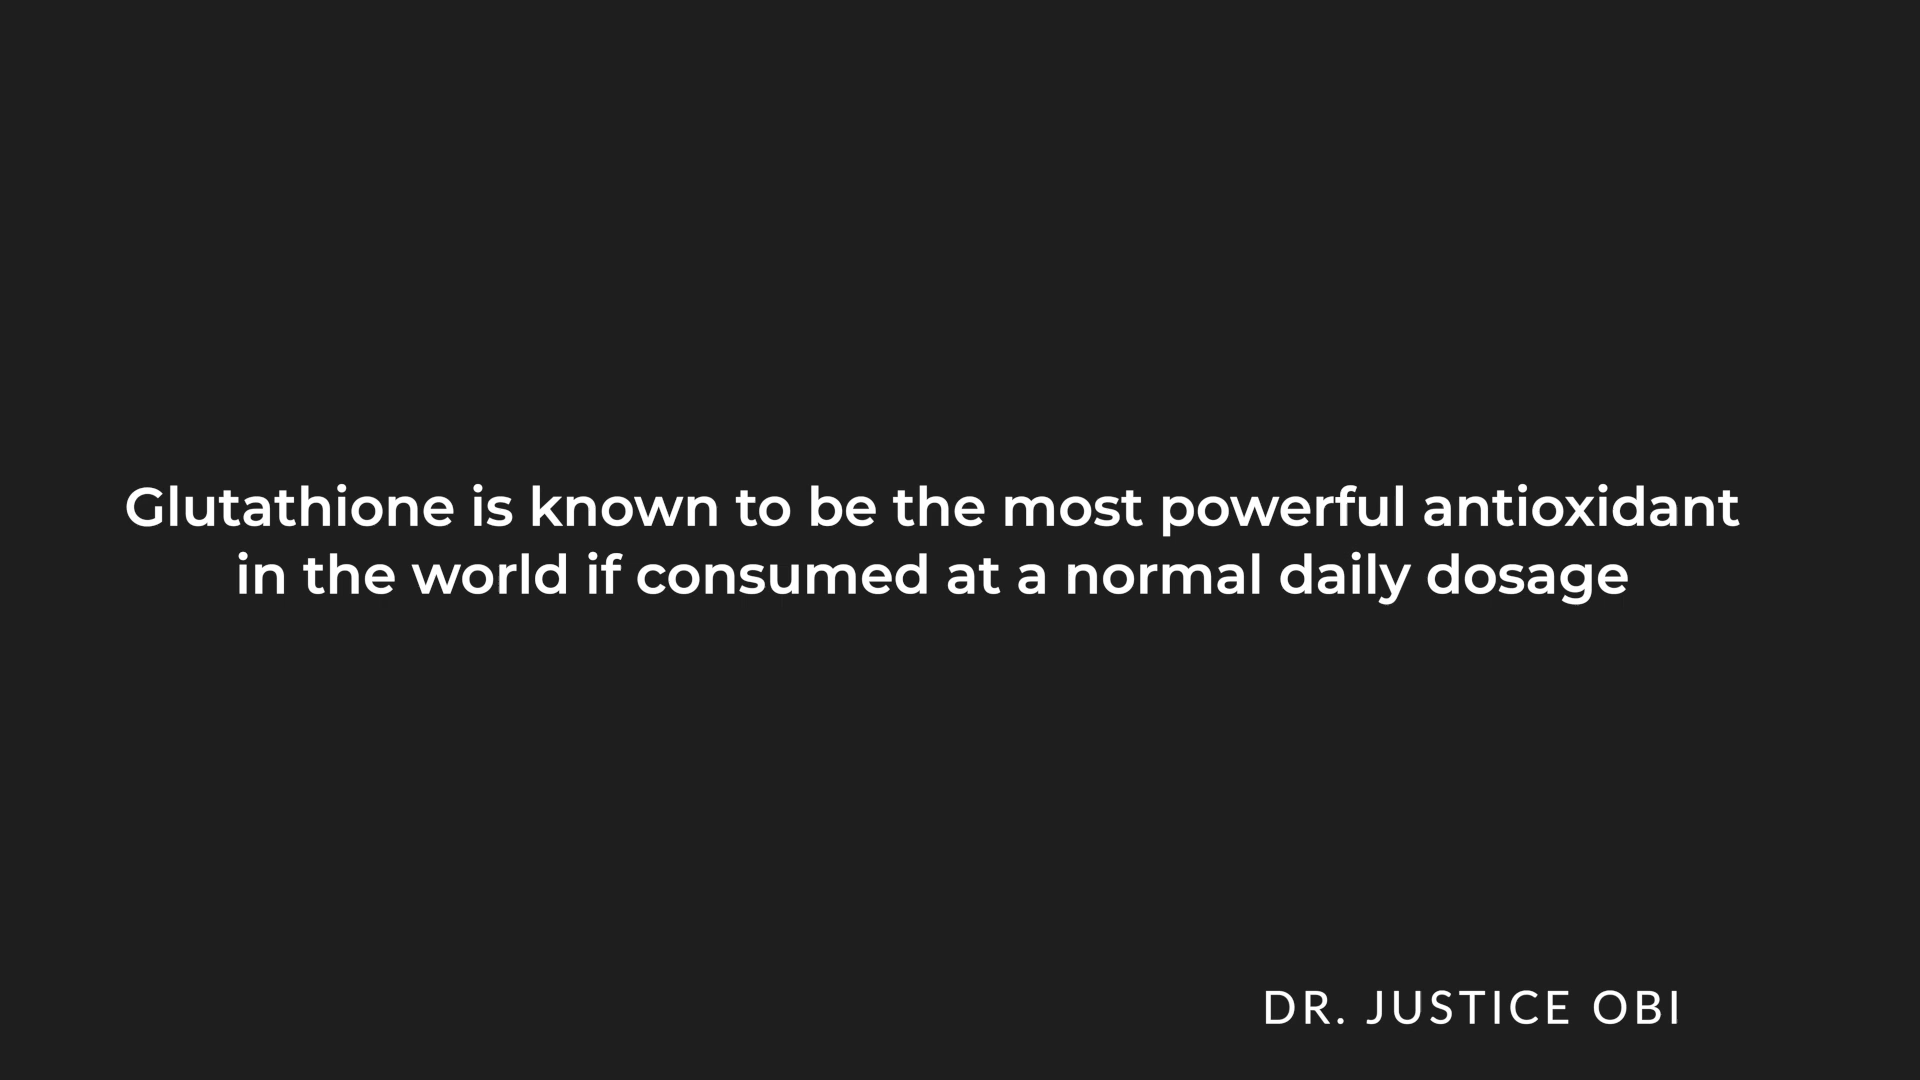 Glutathione is known to be the most powerful antioxidant
in the world if consumed at a normal daily dosage
DR. JUSTICE OBI